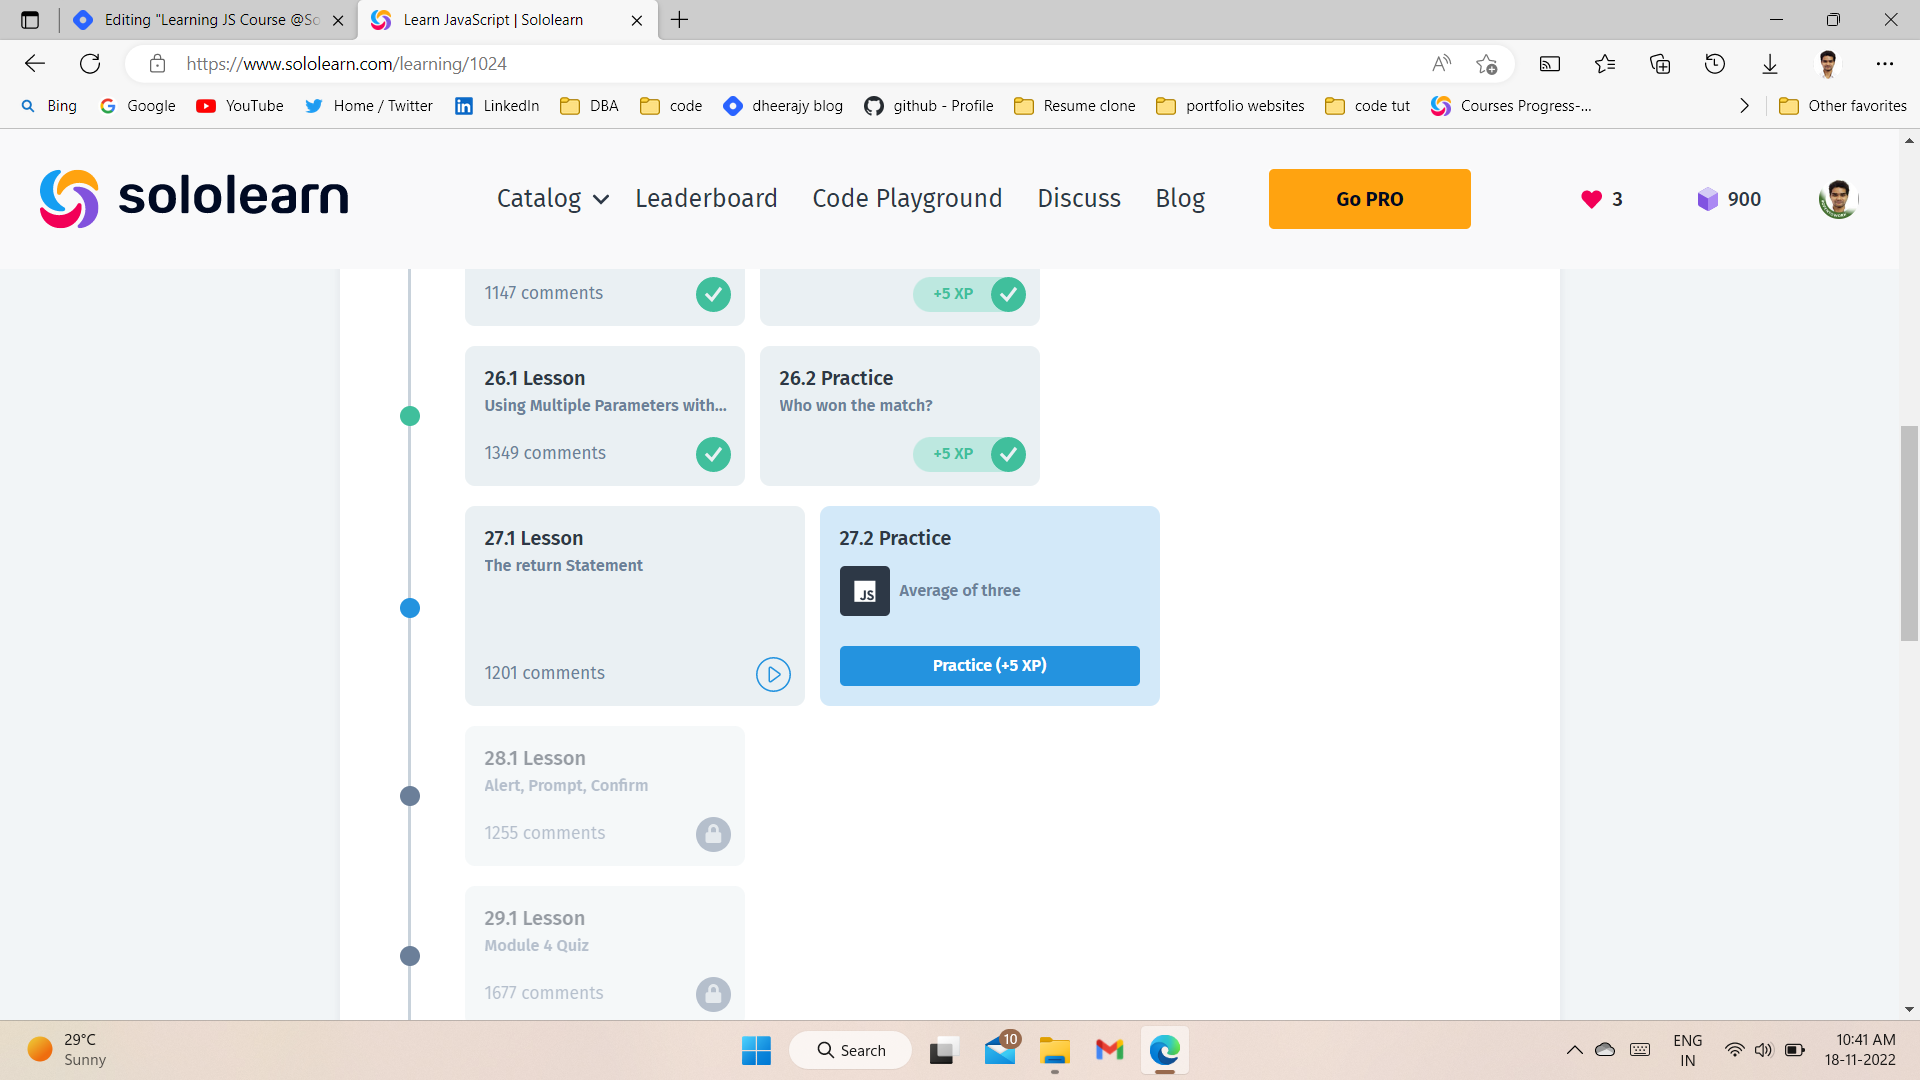 Editing "Learning JS Course @So
Learn JavaScript | Sololearn
https://www.sololearn.com/learning/1024
Bing
Google
YouTube
Home / Twitter
LinkedIn
DBA
code
dheerajy blog
github - Profile
Resume clone
portfolio websites
code tut
Courses Progress-...
Other favorites
sololearn
Catalog
Leaderboard
Code Playground
Discuss
Blog
Go PRO
3
900
1147 comments
+5 XP
26.1 Lesson
Using Multiple Parameters with...
1349 comments
26.2 Practice
Who won the match?
+5 XP
27.1 Lesson
The return Statement
1201 comments
27.2 Practice
JS
Average of three
Practice (+5 XP)
28.1 Lesson
Alert, Prompt, Confirm
1255 comments
29.1 Lesson
Module 4 Quiz
1677 comments
29°C
Sunny
Search
10
ENG
IN
10:41 AM
18-11-2022